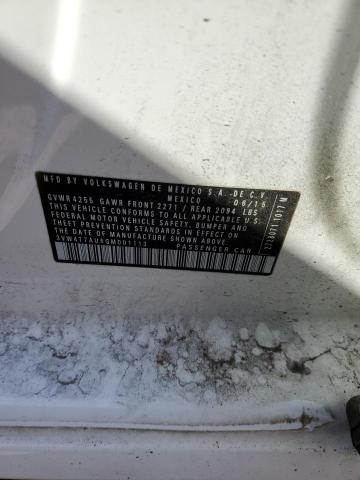 MFD BY VOLKSWAGEN DE MEXICO S.A. DE C.V.
MEXICO 06/15
GVWR4255 GAWR FRONT 2271 / REAR 2094 LBS
THIS VEHICLE CONFORMS TO ALL APPLICABLE
FEDERAL MOTOR VEHICLE SAFETY, BUMPER AND
THEFT PREVENTION STANDARDS IN EFFECT ON THE
DATE OF MANUFACTURE SHOWN ABOVE.
PASSENGER CAR
1017 M